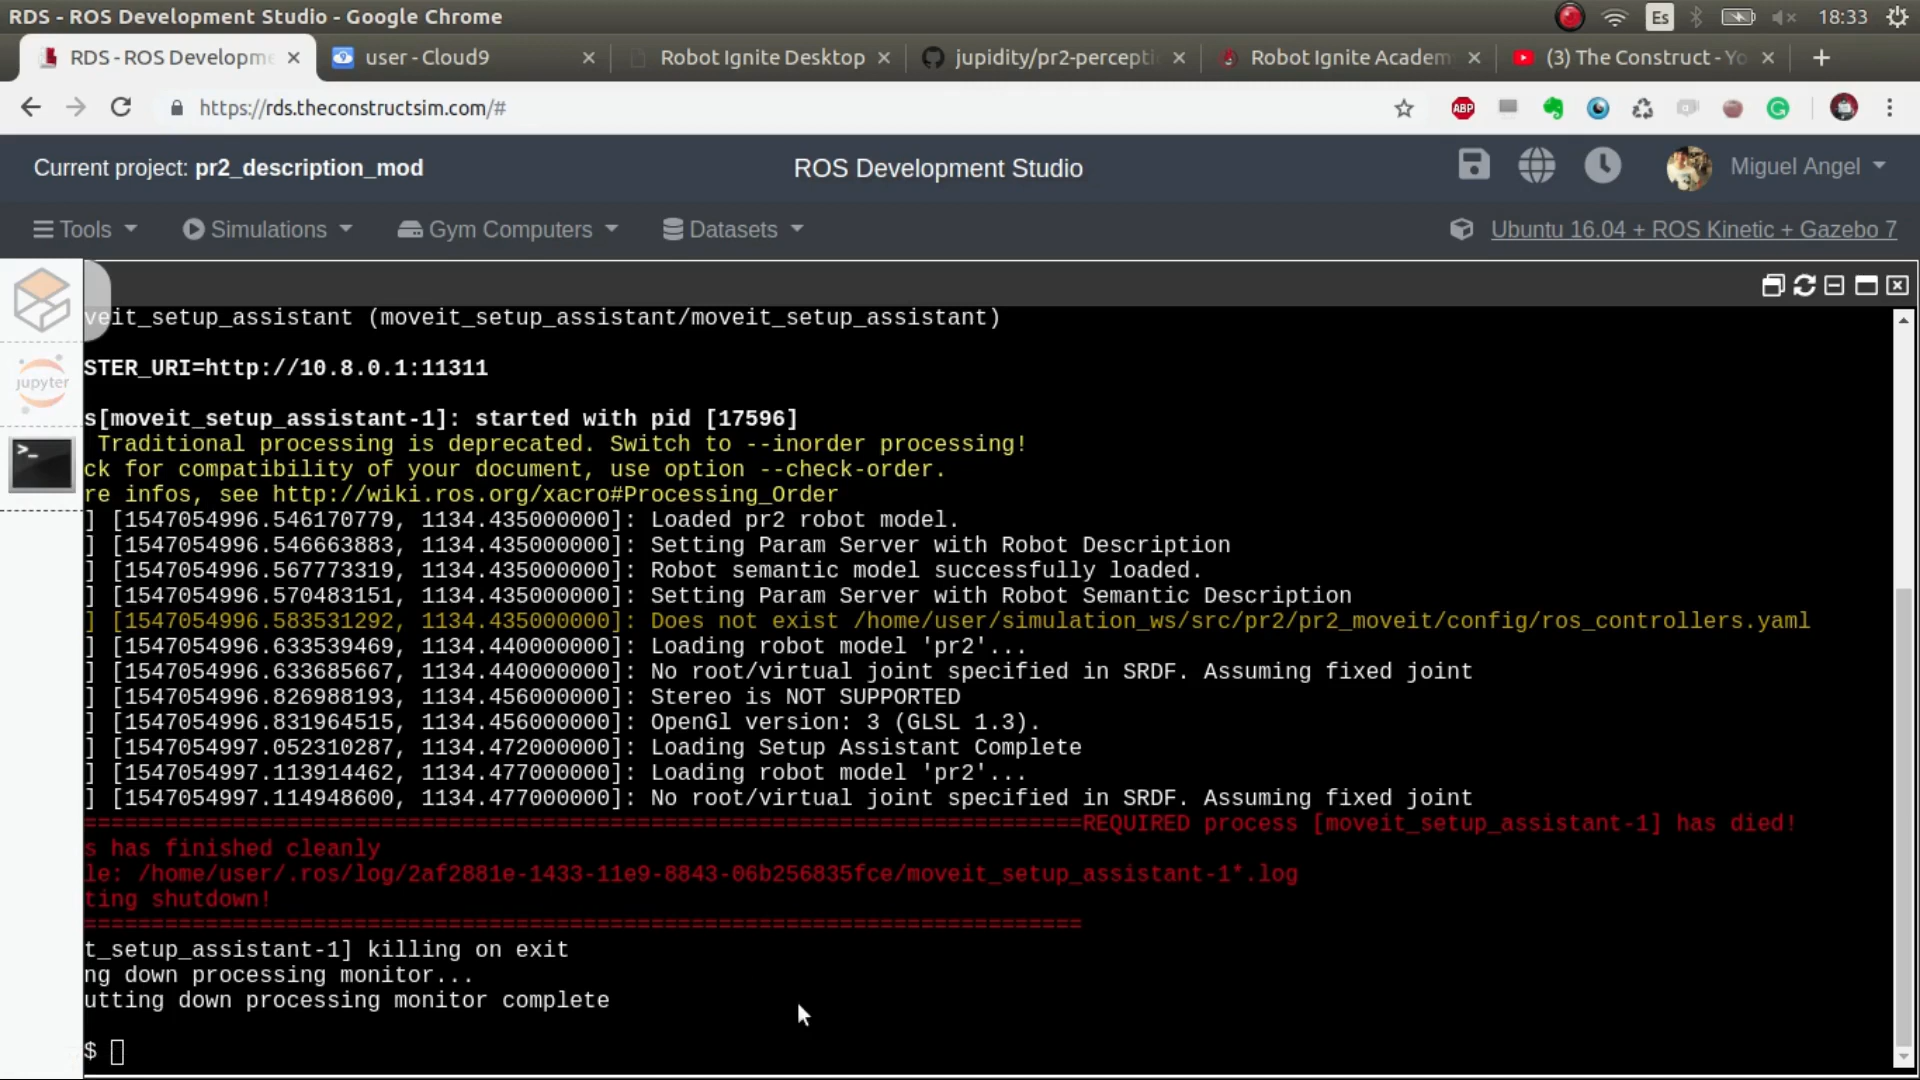 RDS - ROS Development Studio - Google Chrome
Es
18:33
RDS - ROS Developme
user - Cloud9
Robot Ignite Desktop
jupidity/pr2-percepti
Robot Ignite Academ
(3) The Construct - Yo
https://rds.theconstructsim.com/#
ABP
Current project: pr2_description_mod
ROS Development Studio
Miguel Angel
Tools
Simulations
Gym Computers
Datasets
Ubuntu 16.04 + ROS Kinetic + Gazebo 7
jupyter
>_
veit_setup_assistant (moveit_setup_assistant/moveit_setup_assistant)
STER_URI=http://10.8.0.1:11311
s[moveit_setup_assistant-1]: started with pid [17596]
Traditional processing is deprecated. Switch to --inorder processing!
ck for compatibility of your document, use option --check-order.
re infos, see http://wiki.ros.org/xacro#Processing_Order
] [1547054996.546170779, 1134.435000000]: Loaded pr2 robot model.
] [1547054996.546663883, 1134.435000000]: Setting Param Server with Robot Description
] [1547054996.567773319, 1134.435000000]: Robot semantic model successfully loaded.
] [1547054996.570483151, 1134.435000000]: Setting Param Server with Robot Semantic Description
] [1547054996.583531292, 1134.435000000]: Does not exist /home/user/simulation_ws/src/pr2/pr2_moveit/config/ros_controllers.yaml
] [1547054996.633539469, 1134.440000000]: Loading robot model 'pr2'...
] [1547054996.633685667, 1134.440000000]: No root/virtual joint specified in SRDF. Assuming fixed joint
] [1547054996.826988193, 1134.456000000]: Stereo is NOT SUPPORTED
] [1547054996.831964515, 1134.456000000]: OpenGl version: 3 (GLSL 1.3).
] [1547054997.052310287, 1134.472000000]: Loading Setup Assistant Complete
] [1547054997.113914462, 1134.477000000]: Loading robot model 'pr2'...
] [1547054997.114948600, 1134.477000000]: No root/virtual joint specified in SRDF. Assuming fixed joint
==========================================================================REQUIRED process [moveit_setup_assistant-1] has died!
s has finished cleanly
le: /home/user/.ros/log/2af2881e-1433-11e9-8843-06b256835fce/moveit_setup_assistant-1*.log
ting shutdown!
==========================================================================
t_setup_assistant-1] killing on exit
ng down processing monitor...
utting down processing monitor complete
$